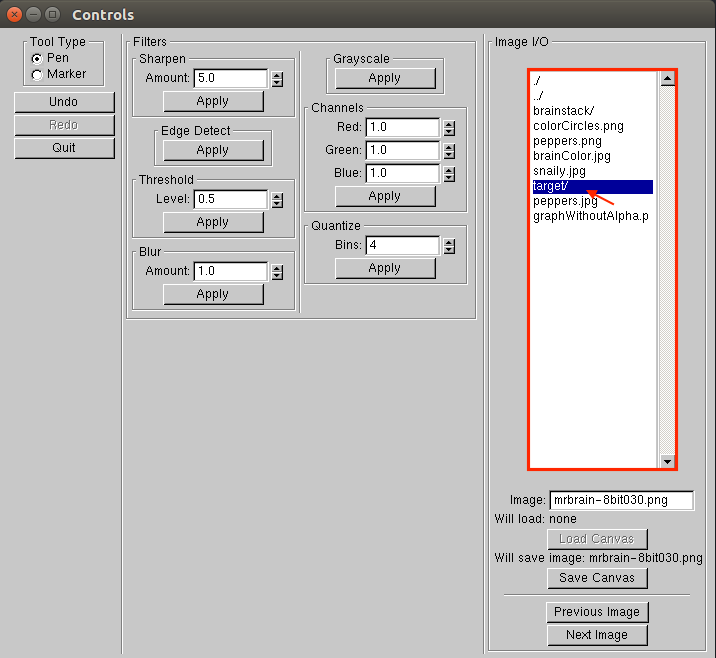 Controls
Tool Type
Pen
Marker
Undo
Redo
Quit
Filters
Sharpen
Amount: 5.0
Apply
Edge Detect
Apply
Threshold
Level: 0.5
Apply
Blur
Amount: 1.0
Apply
Grayscale
Apply
Channels
Red: 1.0
Green: 1.0
Blue: 1.0
Apply
Quantize
Bins: 4
Apply
Image I/O
./
../
brainstack/
colorCircles.png
peppers.png
brainColor.jpg
snaily.jpg
target/
peppers.jpg
graphWithoutAlpha.p
Image: mrbrain-8bit030.png
Will load: none
Load Canvas
Will save image: mrbrain-8bit030.png
Save Canvas
Previous Image
Next Image